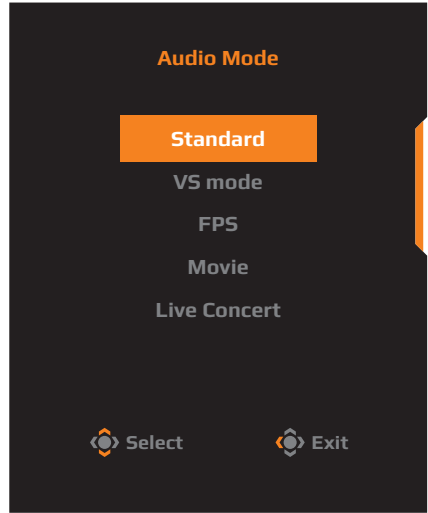 Audio Mode
Standard
VS mode
FPS
Movie
Live Concert
Select Exit